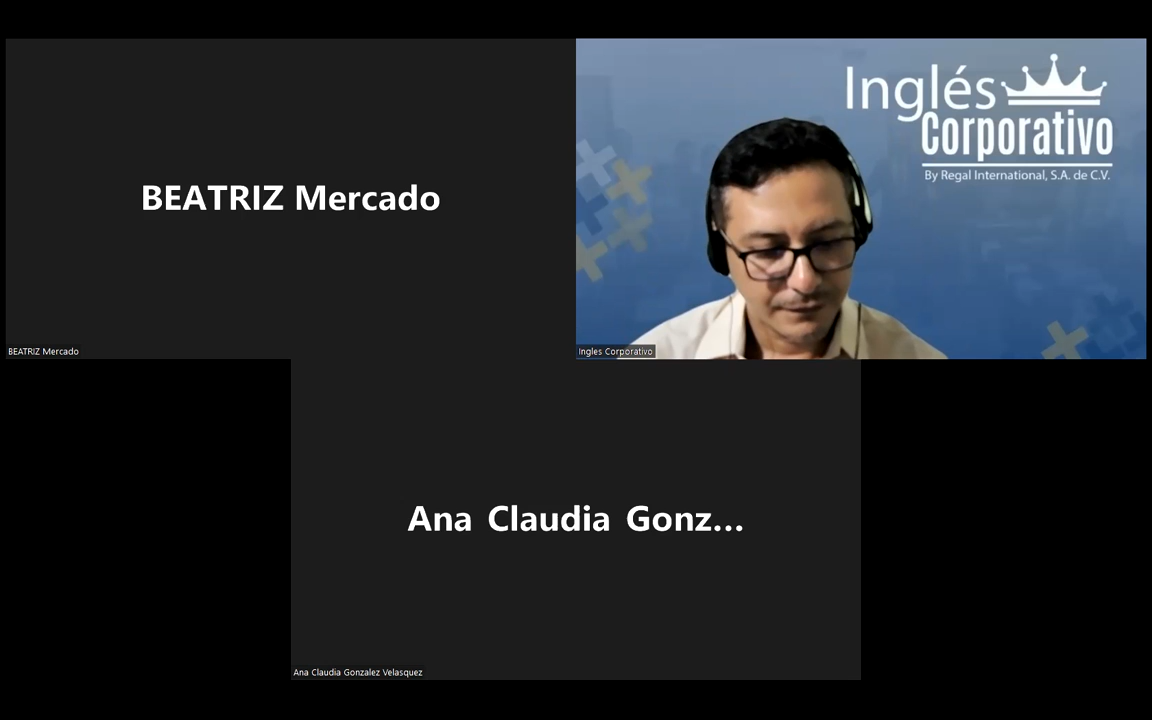 BEATRIZ Mercado
BEATRIZ Mercado
Inglés
Corporativo
By Regal International, S.A. de C.V.
Ingles Corporativo
Ana Claudia Gonz...
Ana Claudia Gonzalez Velasquez